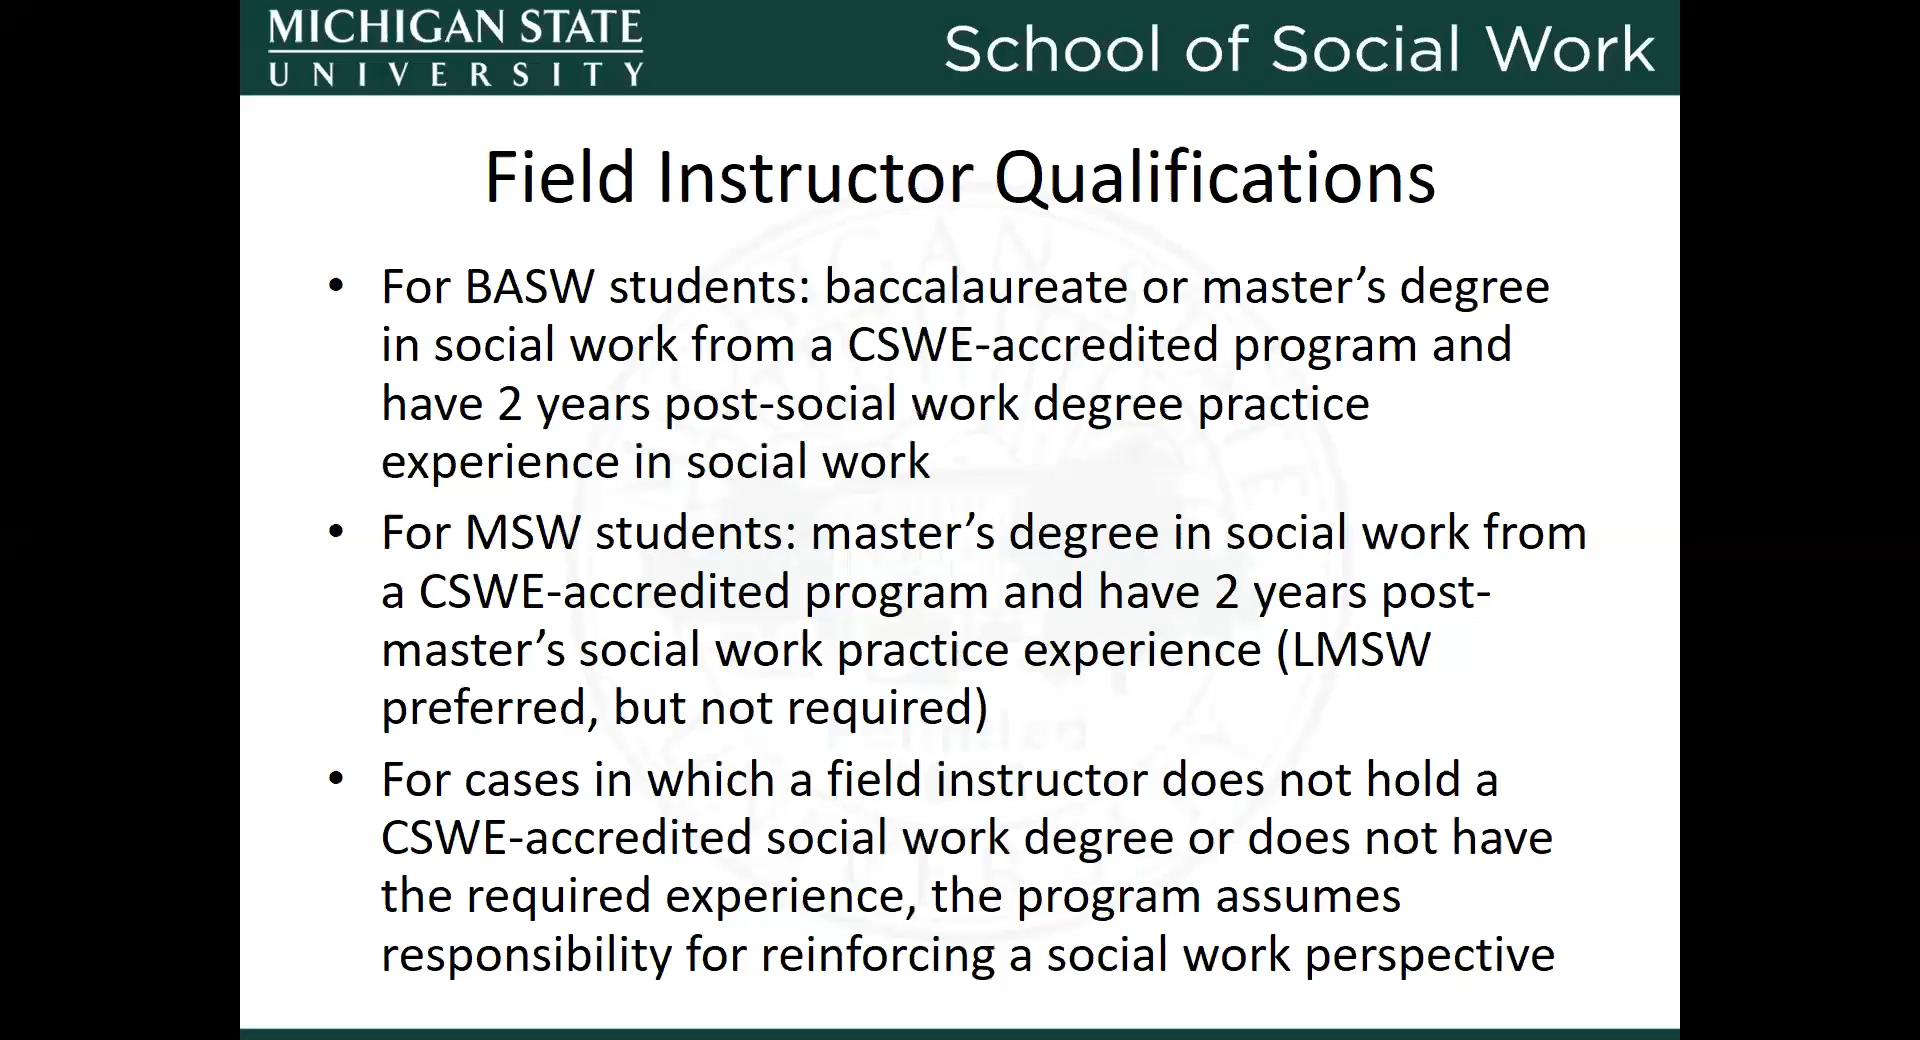 MICHIGAN STATE
UNIVERSITY
School of Social Work
Field Instructor Qualifications
• For BASW students: baccalaureate or master’s degree
in social work from a CSWE-accredited program and
have 2 years post-social work degree practice
experience in social work
• For MSW students: master’s degree in social work from
a CSWE-accredited program and have 2 years post-
master’s social work practice experience (LMSW
preferred, but not required)
• For cases in which a field instructor does not hold a
CSWE-accredited social work degree or does not have
the required experience, the program assumes
responsibility for reinforcing a social work perspective